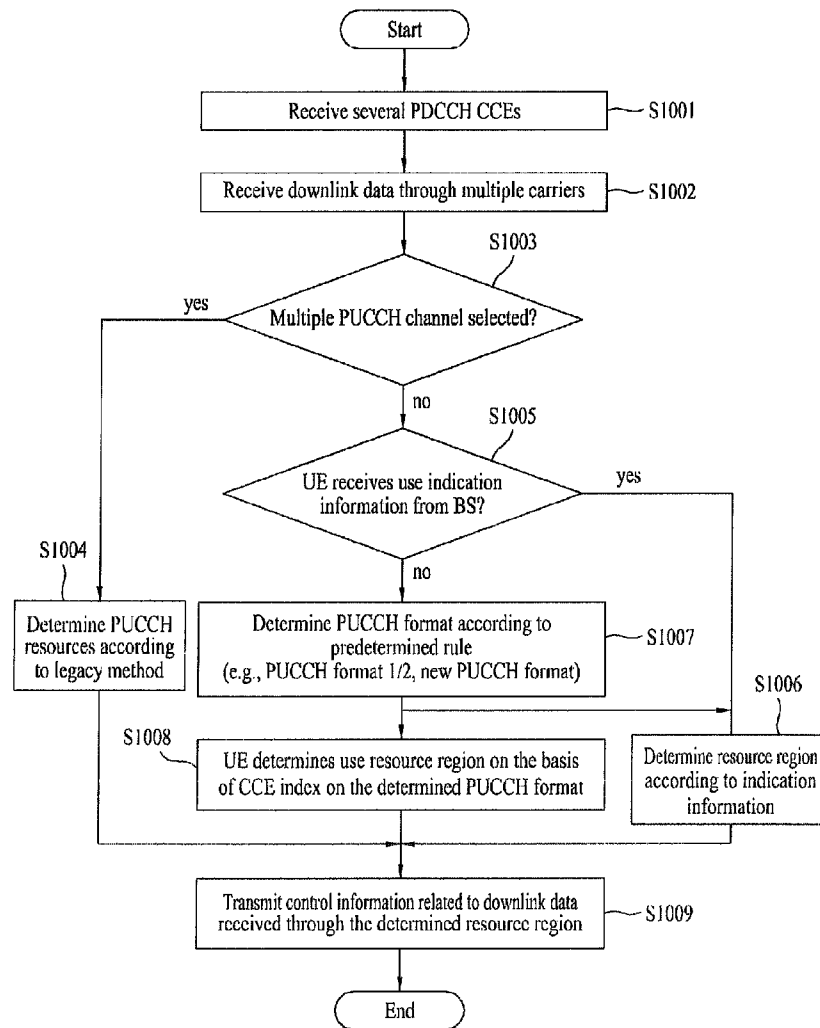 Start
Receive several PDCCH CCEs
S1001
Receive downlink data through multiple carriers
S1002
S1003
yes
Multiple PUCCH channel selected?
no
S1005
UE receives use indication
information from BS?
yes
S1004
no
Determine PUCCH
resources according
to legacy method
Determine PUCCH format according to
predetermined rule
(e.g., PUCCH format 1/2, new PUCCH format)
S1007
S1006
S1008
UE determines use resource region on the basis
of CCE index on the determined PUCCH format
Determine resource region
according to indication
information
Transmit control information related to downlink data
received through the determined resource region
S1009
End